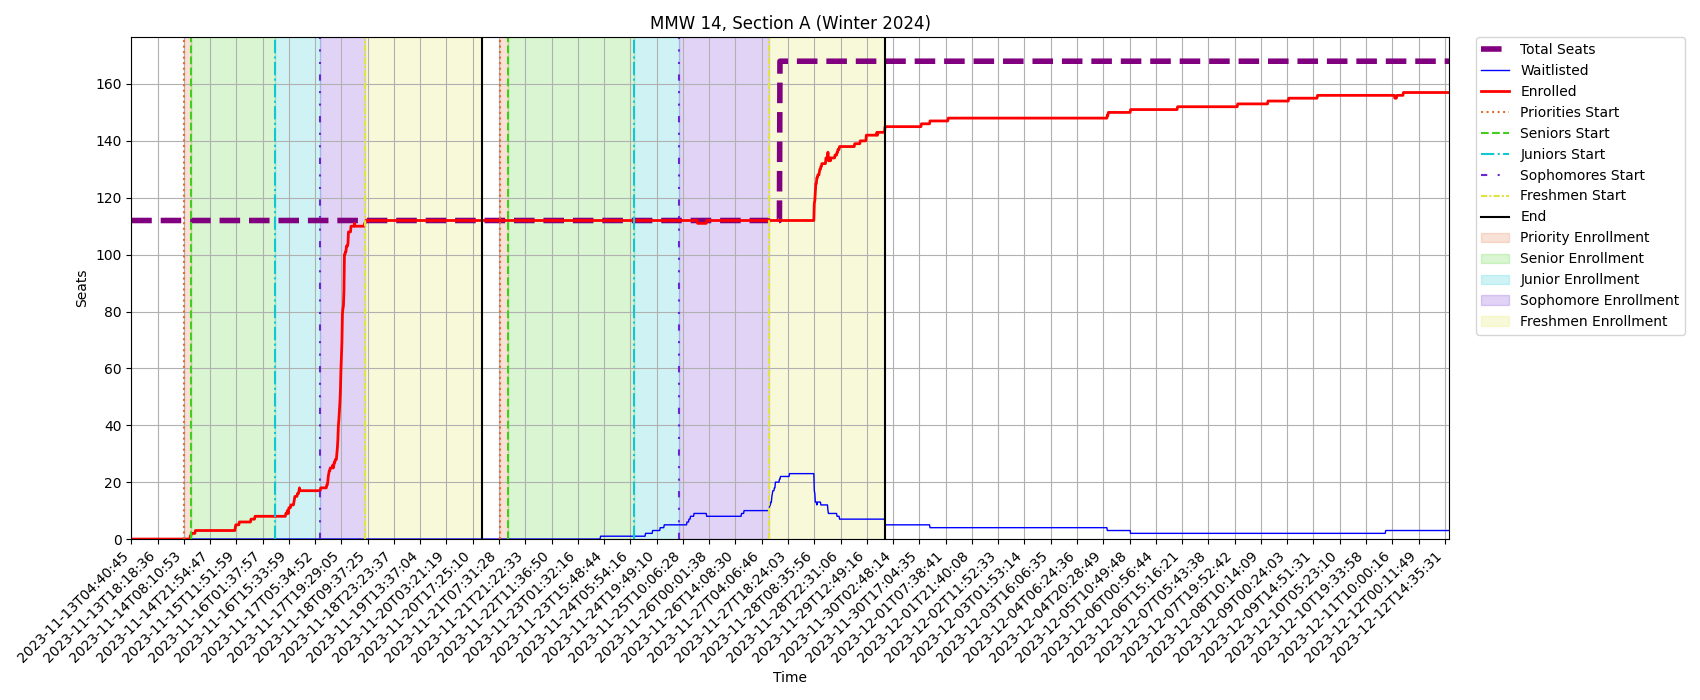 MMW 14, Section A (Winter 2024)
Seats
160
140
120
100
80
60
40
20
0
2023-11-13T04:40:45
2023-11-13T18:18:36
2023-11-14T08:10:53
2023-11-14T21:54:47
2023-11-15T11:51:59
2023-11-16T01:37:57
2023-11-16T15:33:59
2023-11-17T05:34:52
2023-11-17T19:29:05
2023-11-18T09:37:25
2023-11-18T23:23:37
2023-11-19T13:37:04
2023-11-20T03:21:19
2023-11-20T17:25:10
2023-11-21T07:31:28
2023-11-21T21:22:33
2023-11-22T11:36:50
2023-11-23T01:32:16
2023-11-23T15:48:44
2023-11-24T05:54:16
2023-11-24T19:49:10
2023-11-25T10:06:28
2023-11-26T00:01:38
2023-11-26T14:08:30
2023-11-27T04:06:46
2023-11-27T18:24:03
2023-11-28T08:35:56
2023-11-28T22:31:06
2023-11-29T12:49:16
2023-11-30T02:48:14
2023-11-30T17:04:35
2023-12-01T07:38:41
2023-12-01T21:40:08
2023-12-02T11:52:33
2023-12-03T01:53:14
2023-12-03T16:06:35
2023-12-04T06:24:36
2023-12-04T20:28:49
2023-12-05T10:49:48
2023-12-06T00:56:44
2023-12-06T15:16:21
2023-12-07T05:43:38
2023-12-07T19:52:42
2023-12-08T10:14:09
2023-12-09T00:24:03
2023-12-09T14:51:31
2023-12-10T05:23:10
2023-12-10T19:33:58
2023-12-11T10:00:16
2023-12-12T00:11:49
2023-12-12T14:35:31
Time
Total Seats
Waitlisted
Enrolled
Priorities Start
Seniors Start
Juniors Start
Sophomores Start
Freshmen Start
End
Priority Enrollment
Senior Enrollment
Junior Enrollment
Sophomore Enrollment
Freshmen Enrollment